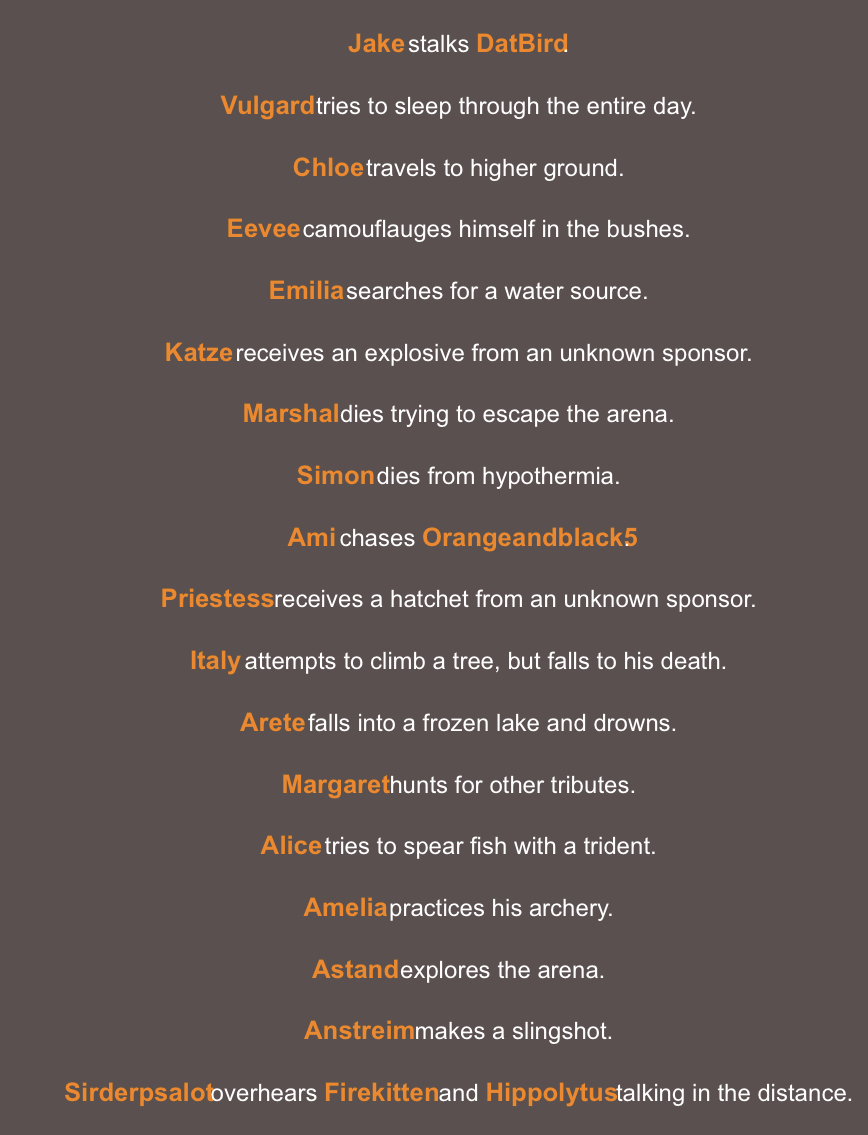 Jake stalks DatBird.
Vulgard tries to sleep through the entire day.
Chloe travels to higher ground.
Eevee camouflauges himself in the bushes.
Emilia searches for a water source.
Katze receives an explosive from an unknown sponsor.
Marshal dies trying to escape the arena.
Simon dies from hypothermia.
Ami chases Orangeandblack5.
Priestess receives a hatchet from an unknown sponsor.
Italy attempts to climb a tree, but falls to his death.
Arete falls into a frozen lake and drowns.
Margaret hunts for other tributes.
Alice tries to spear fish with a trident.
Amelia practices his archery.
Astand explores the arena.
Anstreim makes a slingshot.
Sirderpsalot overhears Firekitten and Hippolytus talking in the distance.